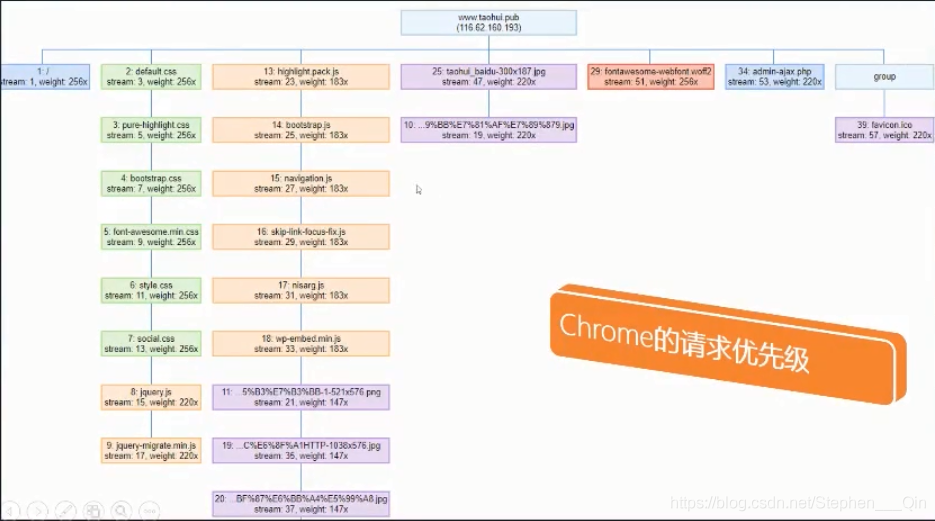 www.taohui.pub
(116.62.160.193)
1: /
stream: 1, weight: 256x
2: default.css
stream: 3, weight: 256x
13: highlight.pack.js
stream: 23, weight: 183x
25: taohui_baidu-300x187.jpg
stream: 47, weight: 220x
29: fontawesome-webfont.woff2
stream: 51, weight: 256x
34: admin-ajax.php
stream: 53, weight: 220x
group
3: pure-highlight.css
stream: 5, weight: 256x
14: bootstrap.js
stream: 25, weight: 183x
10: ...9%BB%E7%81%AF%E7%89%879.jpg
stream: 19, weight: 220x
39: favicon.ico
stream: 57, weight: 220x
4: bootstrap.css
stream: 7, weight: 256x
15: navigation.js
stream: 27, weight: 183x
5: font-awesome.min.css
stream: 9, weight: 256x
16: skip-link-focus-fix.js
stream: 29, weight: 183x
6: style.css
stream: 11, weight: 256x
17: nisarg.js
stream: 31, weight: 183x
7: social.css
stream: 13, weight: 256x
18: wp-embed.min.js
stream: 33, weight: 183x
Chrome的请求优先级
8: jquery.js
stream: 15, weight: 220x
11: ...5%B3%E7%B3%BB-1-521x576.png
stream: 21, weight: 147x
9: jquery-migrate.min.js
stream: 17, weight: 220x
19: ...C%E6%8F%A1HTTP-1038x576.jpg
stream: 35, weight: 147x
20: ...BF%87%E6%BB%A4%E5%99%A8.jpg
stream: 37, weight: 147x
https://blog.csdn.net/Stephen___Qin